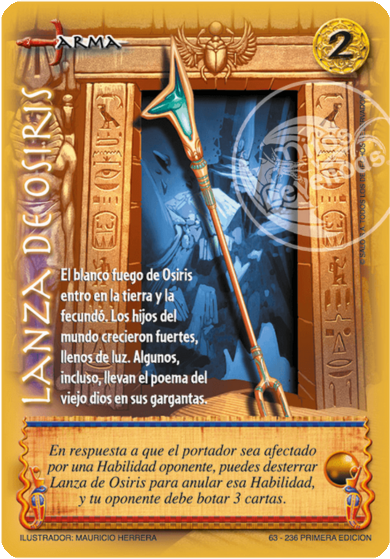 ARMA
2
LANZA DE OSIRIS
El blanco fuego de Osiris
entro en la tierra y la
fecundó. Los hijos del
mundo crecieron fuertes,
llenos de luz. Algunos,
incluso, llevan el poema del
viejo dios en sus gargantas.
En respuesta a que el portador sea afectado
por una Habilidad oponente, puedes desterrar
Lanza de Osiris para anular esa Habilidad,
y tu oponente debe botar 3 cartas.
ILUSTRADOR: MAURICIO HERRERA
63 - 236 PRIMERA EDICION